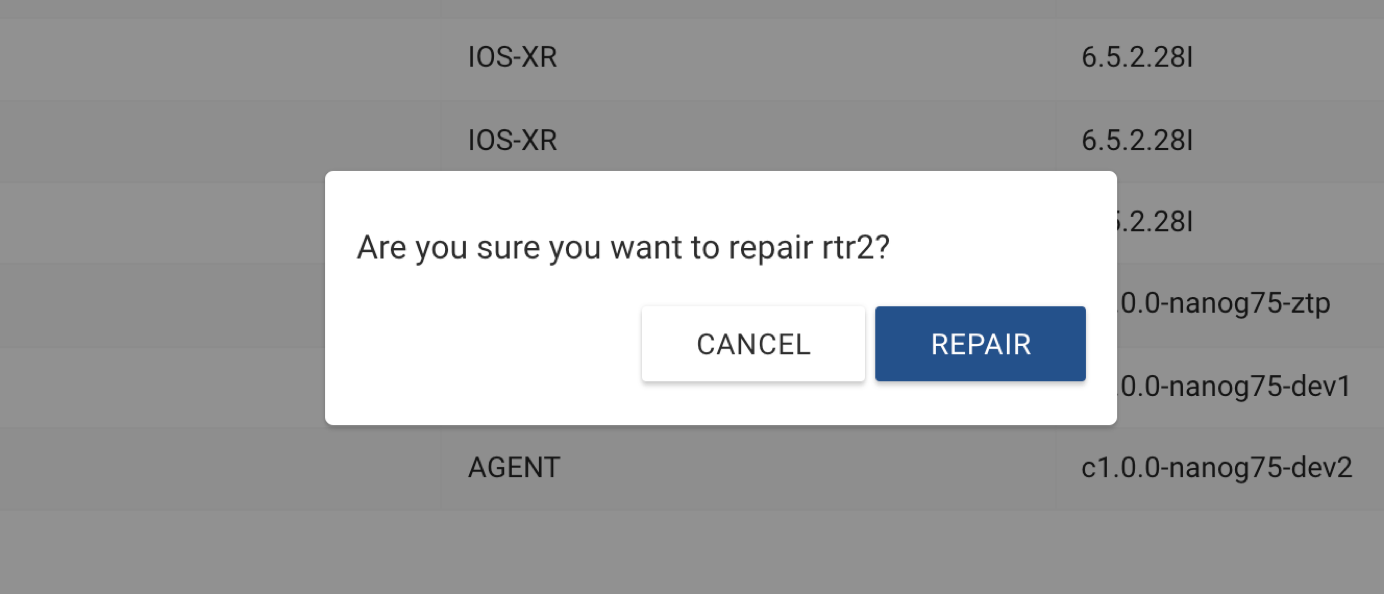 IOS-XR 6.5.2.28I
IOS-XR 6.5.2.28I
5.2.28I
Are you sure you want to repair rtr2?
.0.0-nanog75-ztp
CANCEL REPAIR
.0.0-nanog75-dev1
AGENT c1.0.0-nanog75-dev2